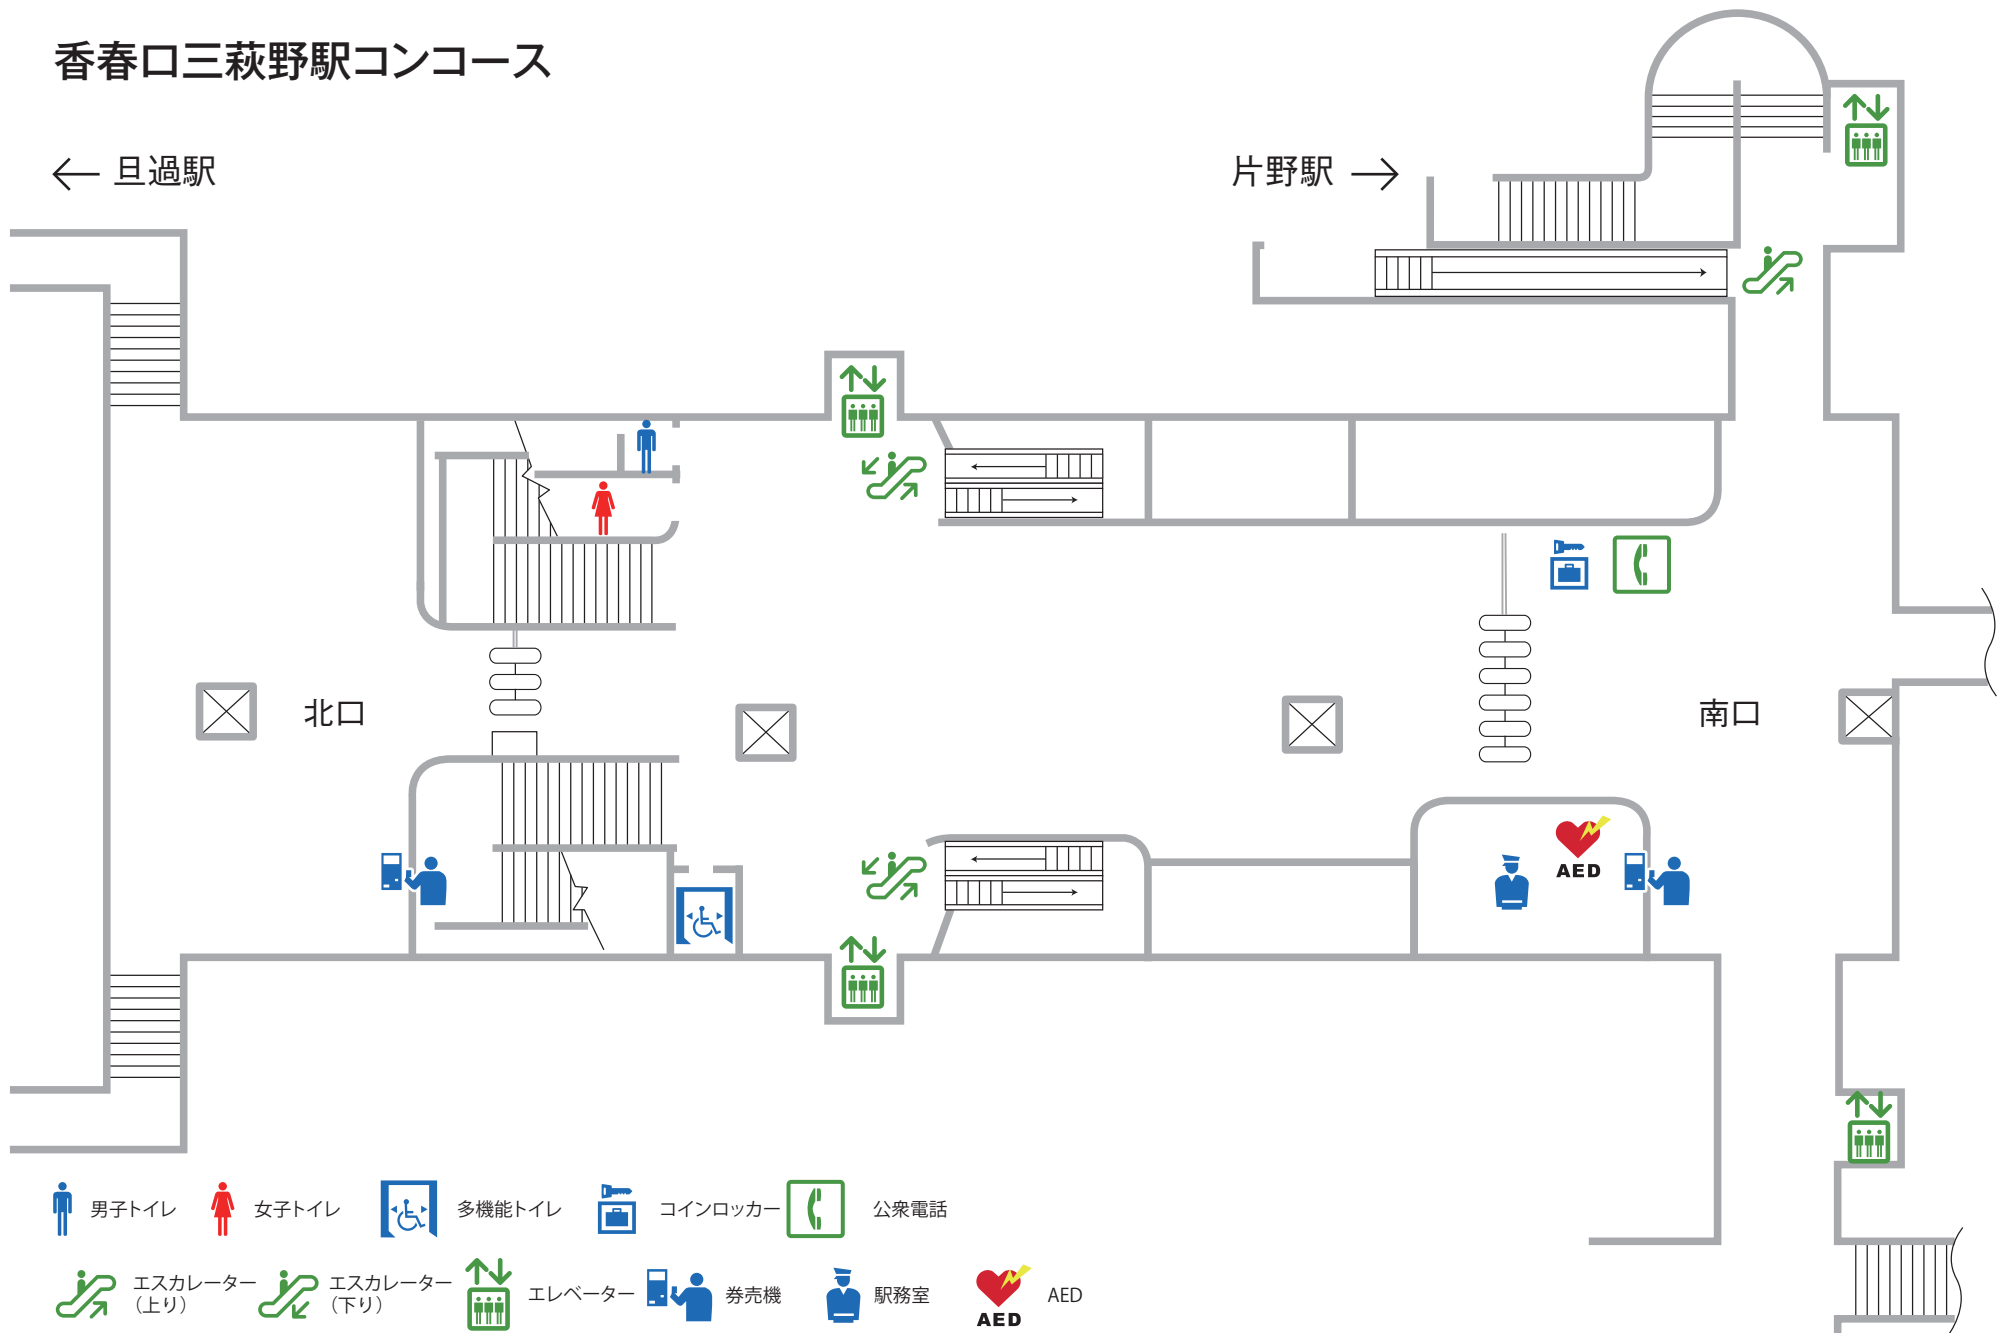 香春口三萩野駅コンコース
← 旦過駅
片野駅 →
北口
南口
AED
男子トイレ
女子トイレ
多機能トイレ
コインロッカー
公衆電話
エスカレーター
（上り）
エスカレーター
（下り）
エレベーター
券売機
駅務室
AED
AED